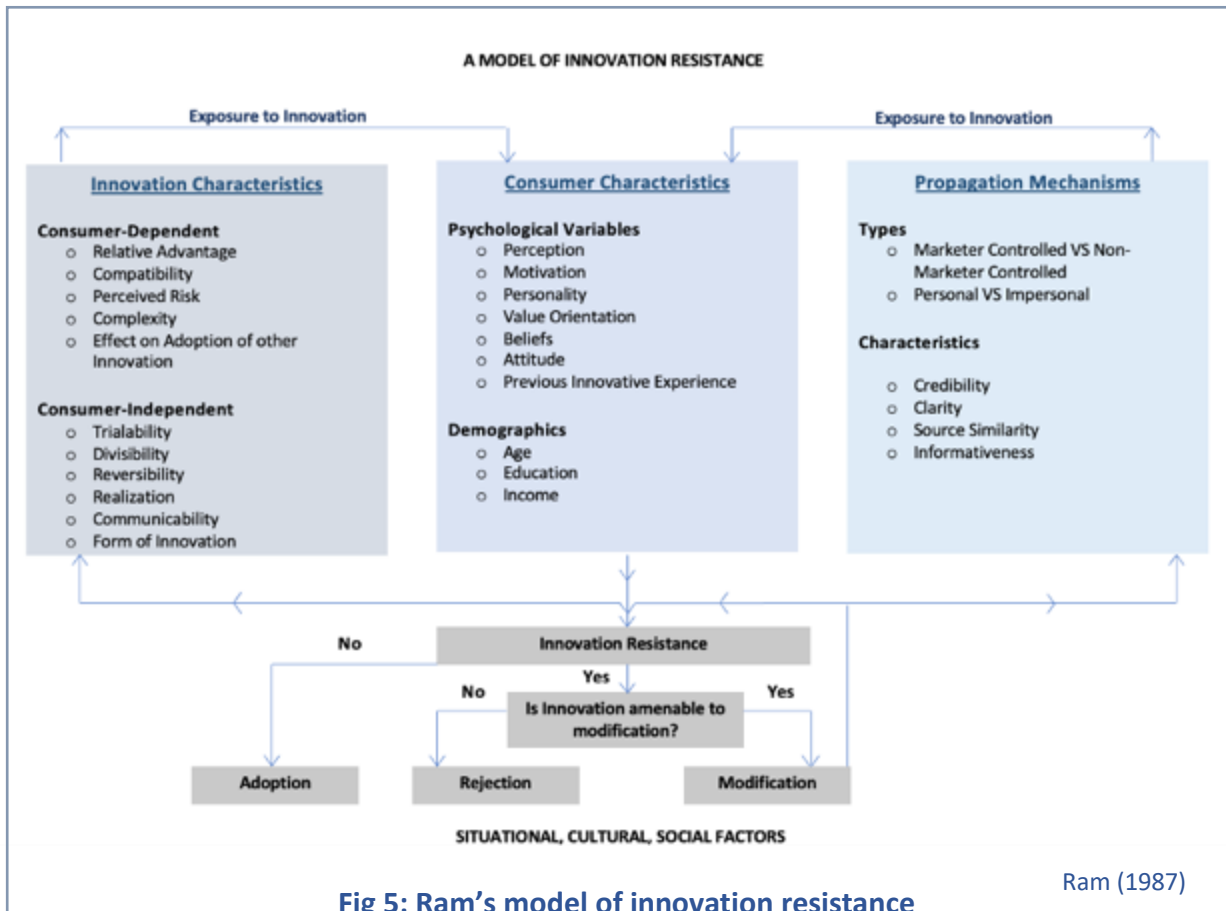 A MODEL OF INNOVATION RESISTANCE
Exposure to Innovation
Exposure to Innovation
Innovation Characteristics
Consumer-Dependent
o Relative Advantage
o Compatibility
o Perceived Risk
o Complexity
o Effect on Adoption of other
Innovation
Consumer-Independent
o Trialability
o Divisibility
o Reversibility
o Realization
o Communicability
o Form of Innovation
Consumer Characteristics
Psychological Variables
o Perception
o Motivation
o Personality
o Value Orientation
o Beliefs
o Attitude
o Previous Innovative Experience
Demographics
o Age
o Education
o Income
Propagation Mechanisms
Types
o Marketer Controlled VS Non-
Marketer Controlled
o Personal VS Impersonal
Characteristics
o Credibility
o Clarity
o Source Similarity
o Informativeness
No
Innovation Resistance
Yes
No
Is Innovation amenable to
modification?
Yes
Adoption
Rejection
Modification
SITUATIONAL, CULTURAL, SOCIAL FACTORS
Ram (1987)
Fig 5: Ram's model of innovation resistance